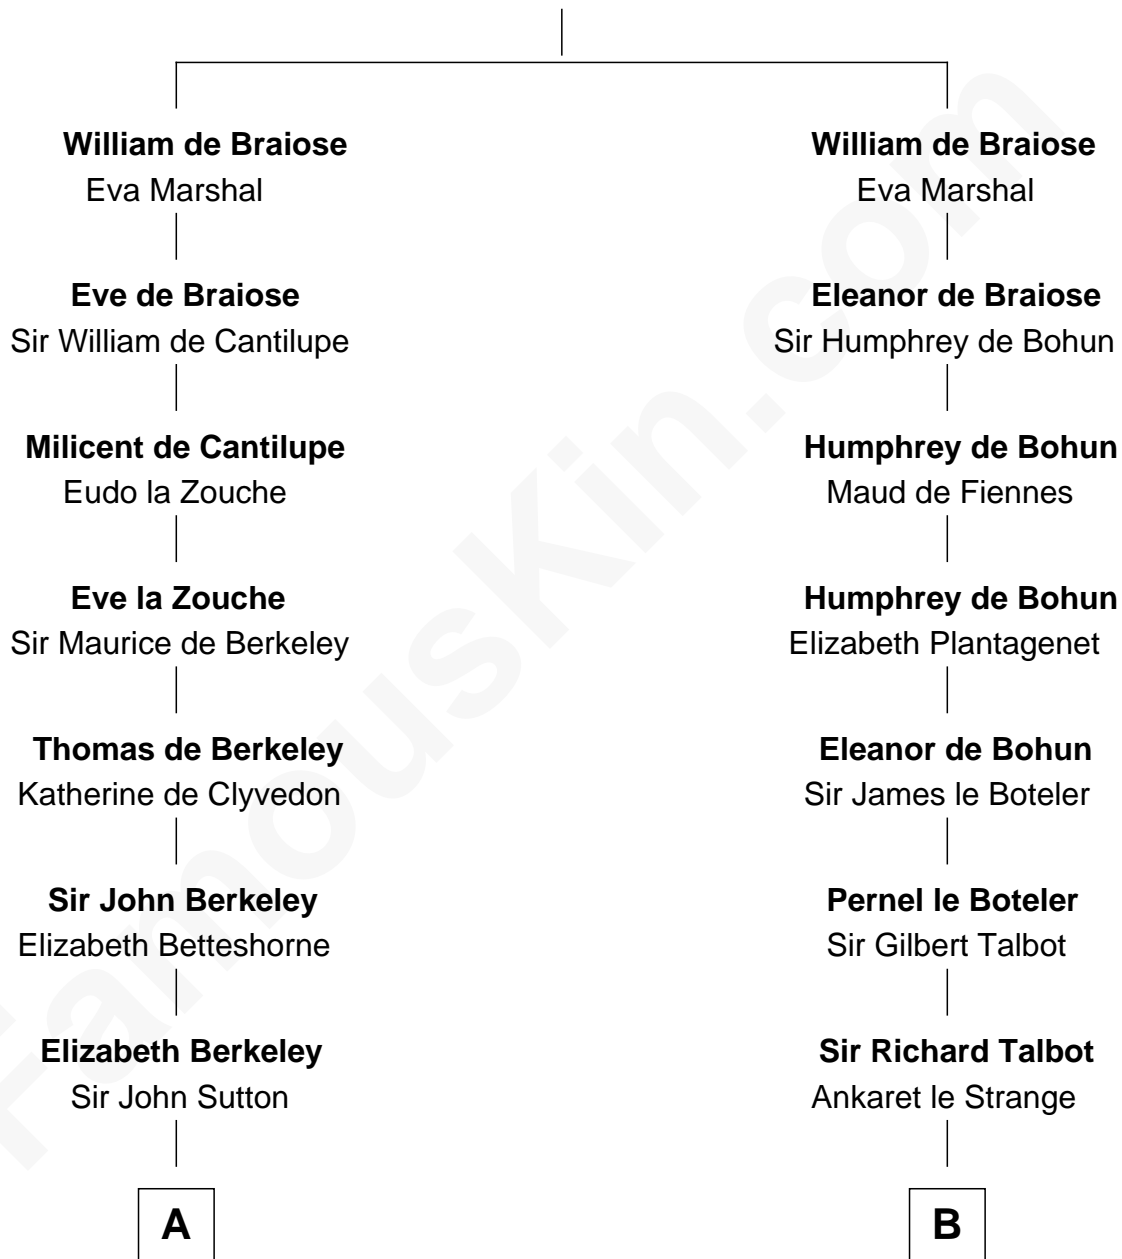 William de Braiose
Eva Marshal
Eve de Braiose
Sir William de Cantilupe
Milicent de Cantilupe
Eudo la Zouche
Eve la Zouche
Sir Maurice de Berkeley
Thomas de Berkeley
Katherine de Clyvedon
Sir John Berkeley
Elizabeth Betteshorne
Elizabeth Berkeley
Sir John Sutton
A
William de Braiose
Eva Marshal
Eleanor de Braiose
Sir Humphrey de Bohun
Humphrey de Bohun
Maud de Fiennes
Humphrey de Bohun
Elizabeth Plantagenet
Eleanor de Bohun
Sir James le Boteler
Pernel le Boteler
Sir Gilbert Talbot
Sir Richard Talbot
Ankaret le Strange
B
FamousKin.com